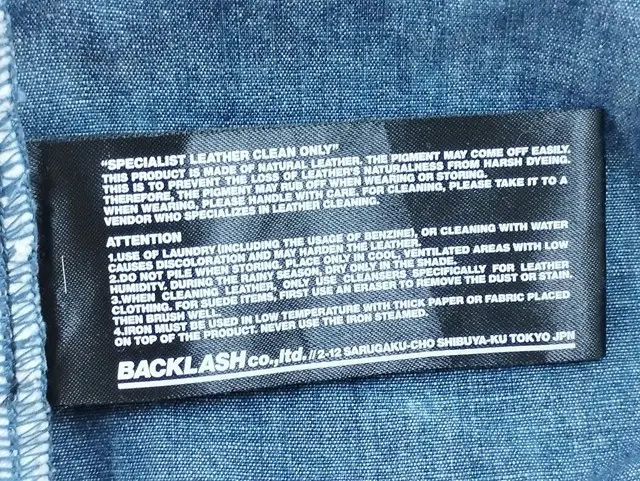 "SPECIALIST LEATHER CLEAN ONLY"
THIS PRODUCT IS MADE OF NATURAL LEATHER. THE PIGMENT MAY COME OFF EASILY.
THIS IS TO PREVENT THE LOSS OF LEATHER'S NATURALNESS FROM HARSH DYEING.
THEREFORE, THE PIGMENT MAY RUB OFF WHEN PILING OR STORING.
WHEN WEARING, PLEASE HANDLE WITH CARE. FOR CLEANING, PLEASE TAKE IT TO A
VENDOR WHO SPECIALIZES IN LEATHER CLEANING.
ATTENTION
1.USE OF LAUNDRY (INCLUDING THE USAGE OF BENZINE), OR CLEANING WITH WATER
CAUSES DISCOLORATION AND MAY HARDEN THE LEATHER.
2.DO NOT PILE WHEN STORING. PLACE ONLY IN COOL, VENTILATED AREAS WITH LOW
HUMIDITY. DURING THE RAINY SEASON, DRY ONLY IN THE SHADE.
3.WHEN CLEANING LEATHER, ONLY USE CLEANERS SPECIFICALLY FOR LEATHER
CLOTHING. FOR SUEDE ITEMS, FIRST USE AN ERASER TO REMOVE THE DUST OR STAIN.
THEN BRUSH WELL.
4.IRON MUST BE USED IN LOW TEMPERATURE WITH THICK PAPER OR FABRIC PLACED
ON TOP OF THE PRODUCT. NEVER USE THE IRON STEAMED.
BACKLASH co.,ltd. // 2-12 SARUGAKU-CHO SHIBUYA-KU TOKYO JPN